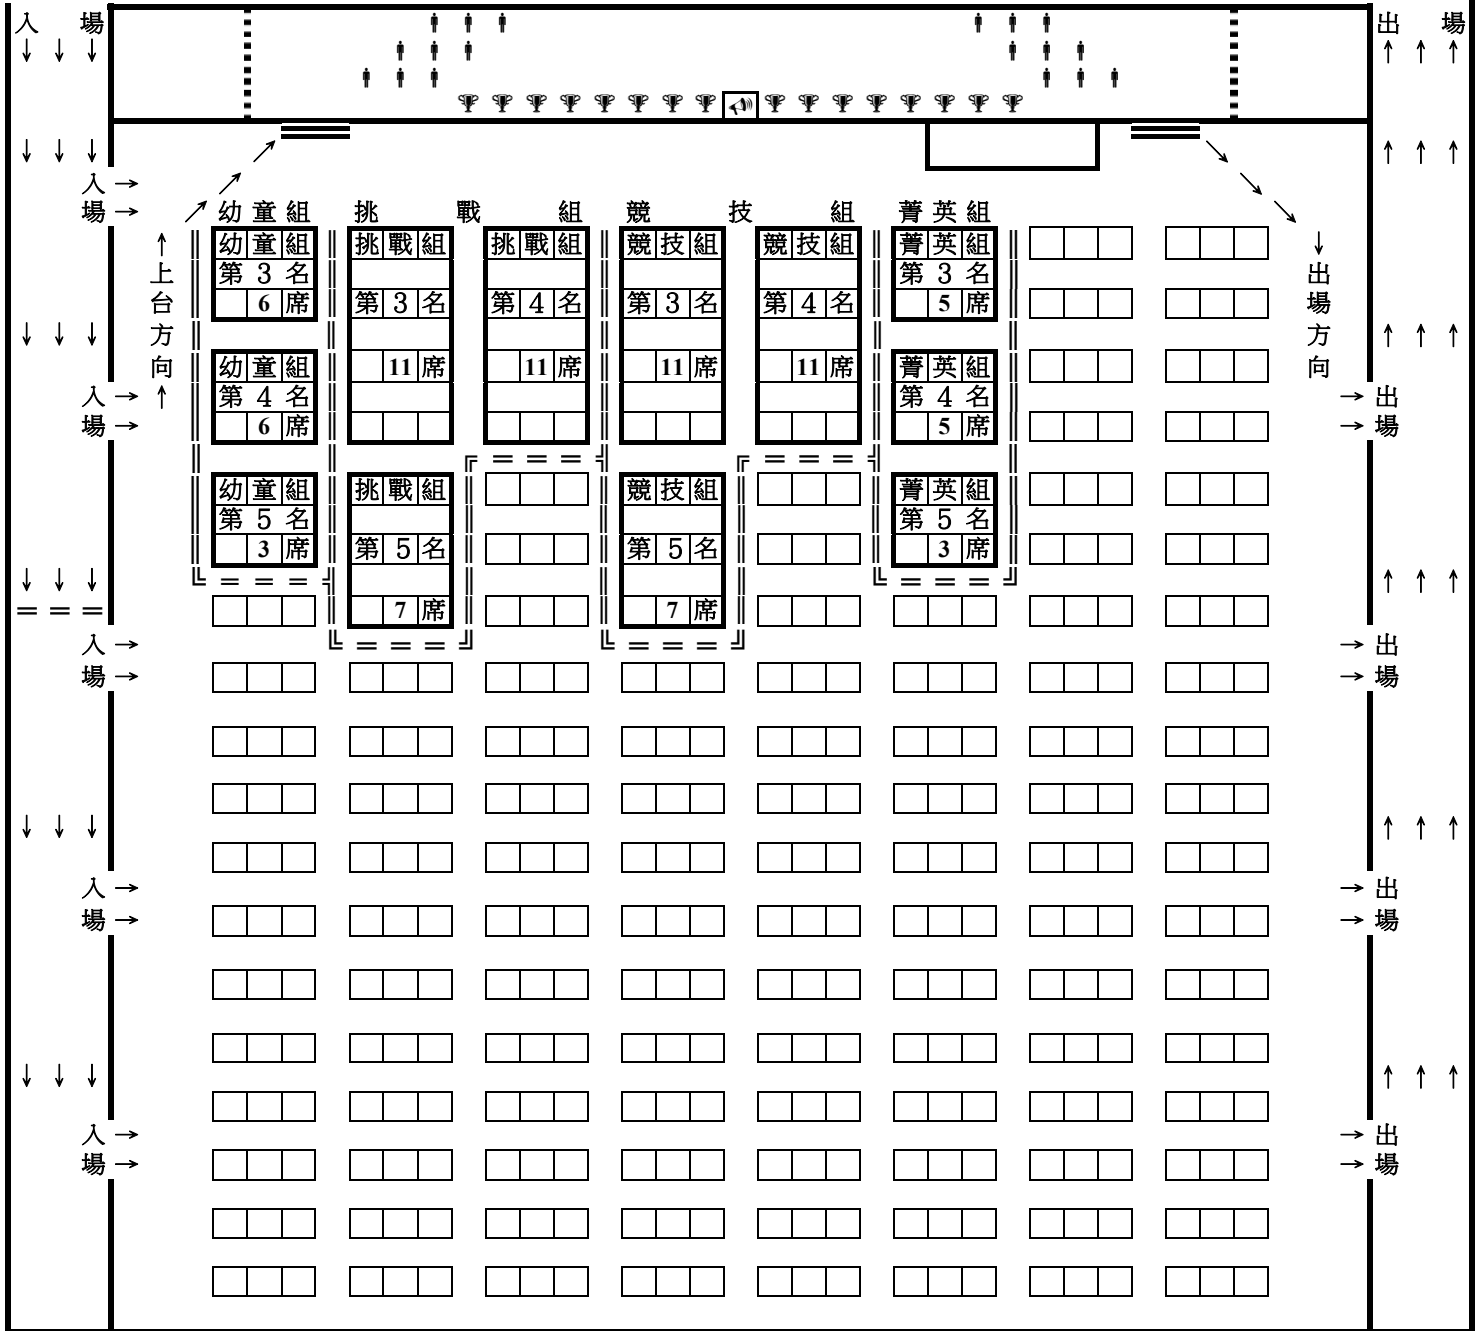 入 場 出 場
↓ ↓ ↓ ↑ ↑ ↑
↓ ↓ ↓ ↑ ↑ ↑
入 →
場 →
幼童組 挑戰組 競技組 菁英組
↑上台方向↑
↓出場方向
幼童組 挑戰組 挑戰組 競技組 競技組 菁英組
第3名 第3名
6席 第3名 第4名 第3名 第4名 5席
幼童組 11席 11席 11席 11席 菁英組
第4名 第4名
6席 5席
↓ ↓ ↓ ↑ ↑ ↑
入 → → 出
場 → → 場
幼童組 挑戰組 競技組 菁英組
第5名 第5名
3席 第5名 第5名 3席
7席 7席
↓ ↓ ↓ ↑ ↑ ↑
入 → → 出
場 → → 場
↓ ↓ ↓ ↑ ↑ ↑
入 → → 出
場 → → 場
↓ ↓ ↓ ↑ ↑ ↑
入 → → 出
場 → → 場